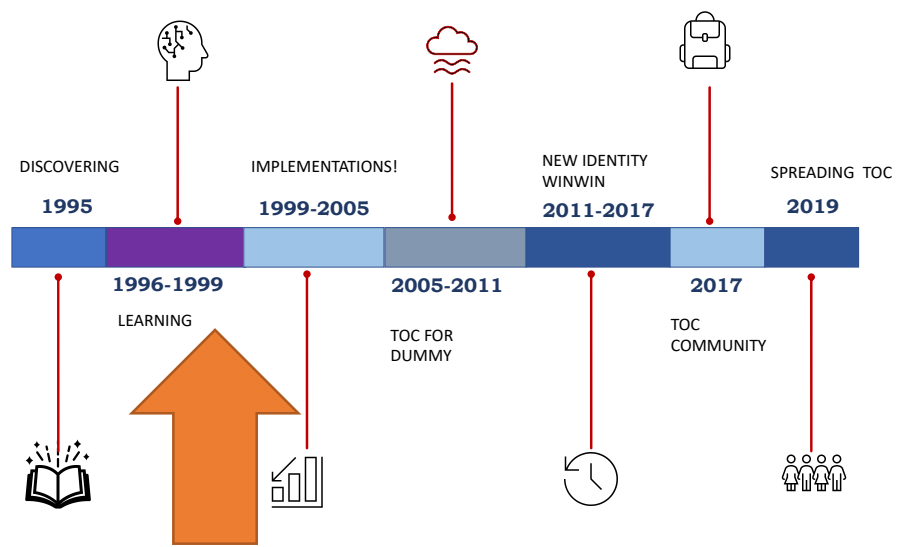 DISCOVERING
1995
1996-1999
LEARNING
IMPLEMENTATIONS!
1999-2005
2005-2011
TOC FOR
DUMMY
NEW IDENTITY
WINWIN
2011-2017
2017
TOC
COMMUNITY
SPREADING TOC
2019